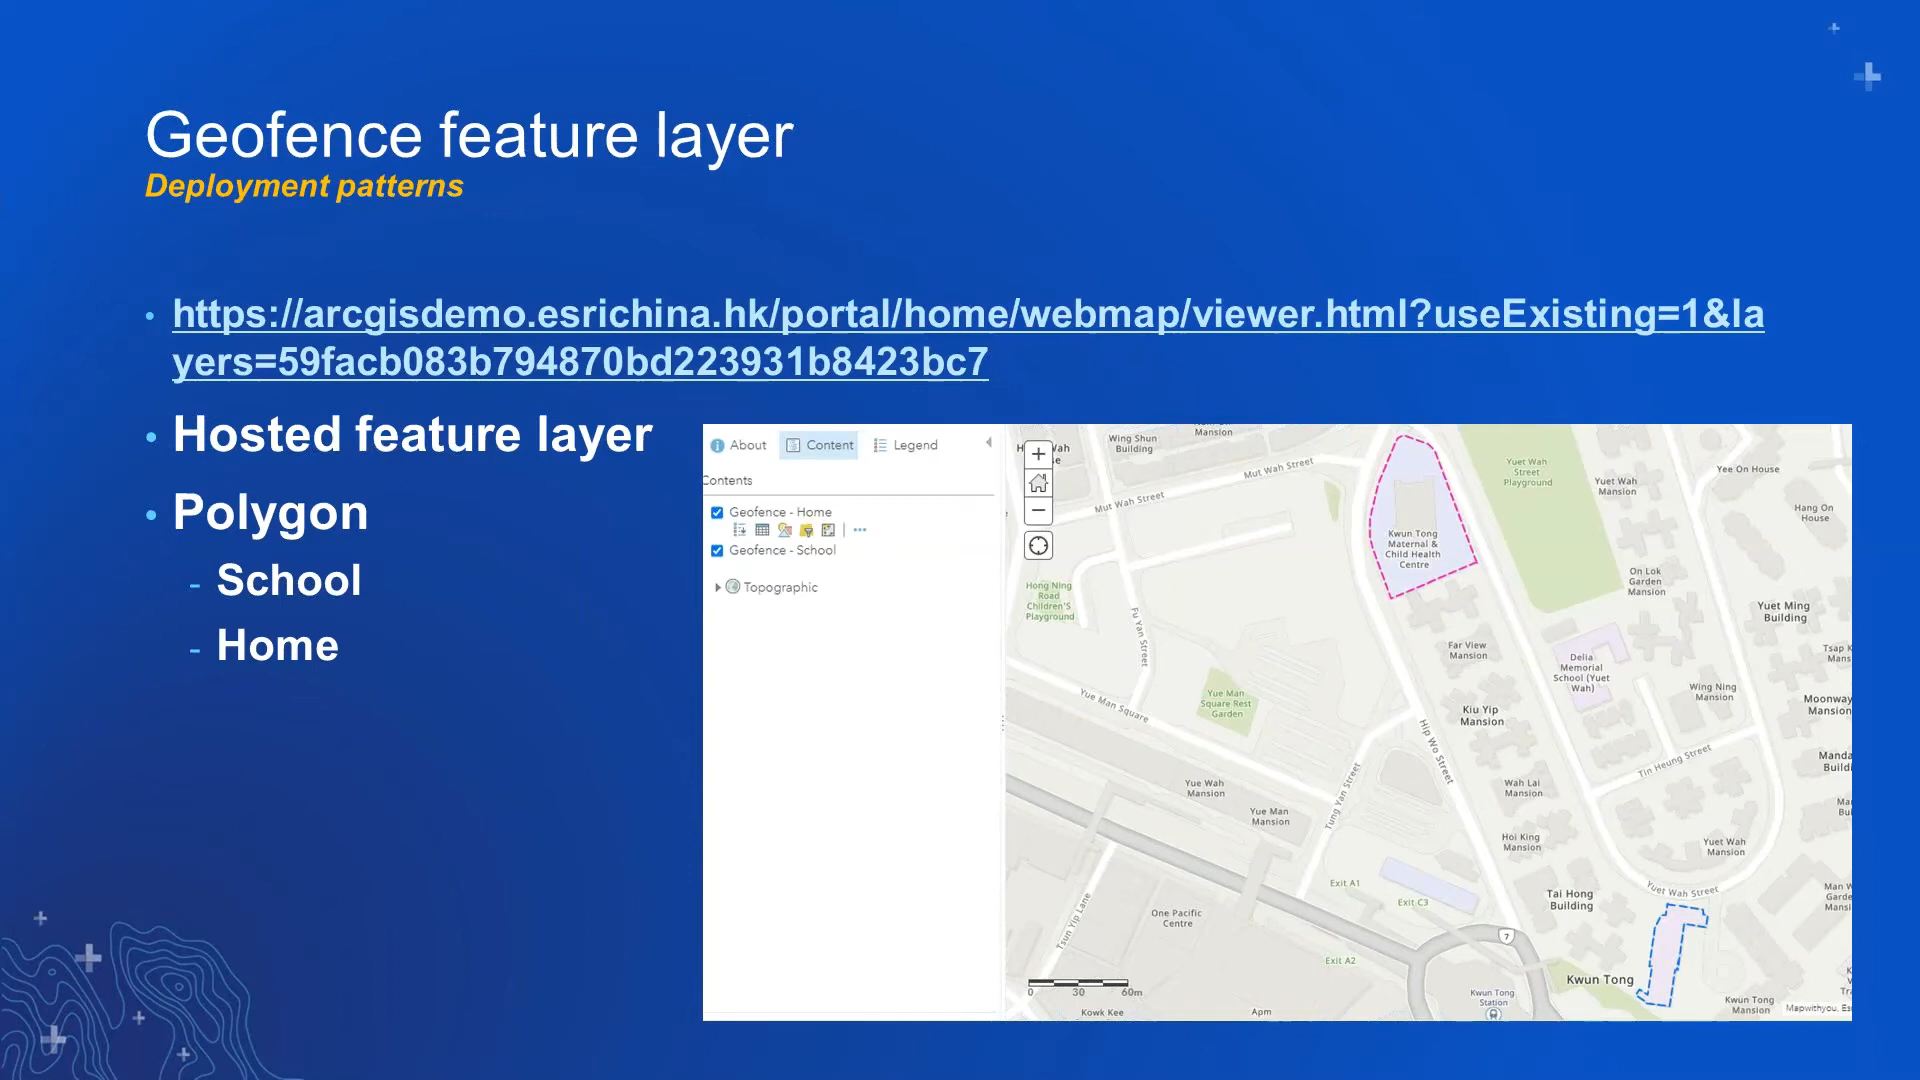 Geofence feature layer
Deployment patterns
• https://arcgisdemo.esrichina.hk/portal/home/webmap/viewer.html?useExisting=1&la
yers=59facb083b794870bd223931b8423bc7
• Hosted feature layer
• Polygon
- School
- Home
About
Content
Legend
Contents
Geofence - Home
Geofence - School
Topographic
Wing Shun
Building
Mansion
Mut Wah Street
Mut Wah Street
Yuet Wah
Street
Playground
Yuet Wah
Mansion
Yee On House
Hang On
House
Kwun Tong
Maternal &
Child Health
Centre
Hong Ning
Road
Children's
Playground
Fu Yan Street
On Lok
Garden
Mansion
Yuet Ming
Building
Far View
Mansion
Delia
Memorial
School (Yuet
Wah)
Wing Ning
Mansion
Moonway
Mansion
Yue Man
Square Rest
Garden
Yue Man Square
Kiu Yip
Mansion
Hip Wo Street
Tin Heung Street
Yue Wah
Mansion
Yue Man
Mansion
Tung Yan Street
Wah Lai
Mansion
Hoi King
Mansion
Yuet Wah
Mansion
Yuet Wah Street
Exit A1
Exit C3
Tai Hong
Building
One Pacific
Centre
Tsun Yip Lane
Exit A2
7
Kwun Tong
Kwun Tong
Station
Kwun Tong
Mansion
0 30 60m
Kowk Kee
Apm
Mapwithyou, Es